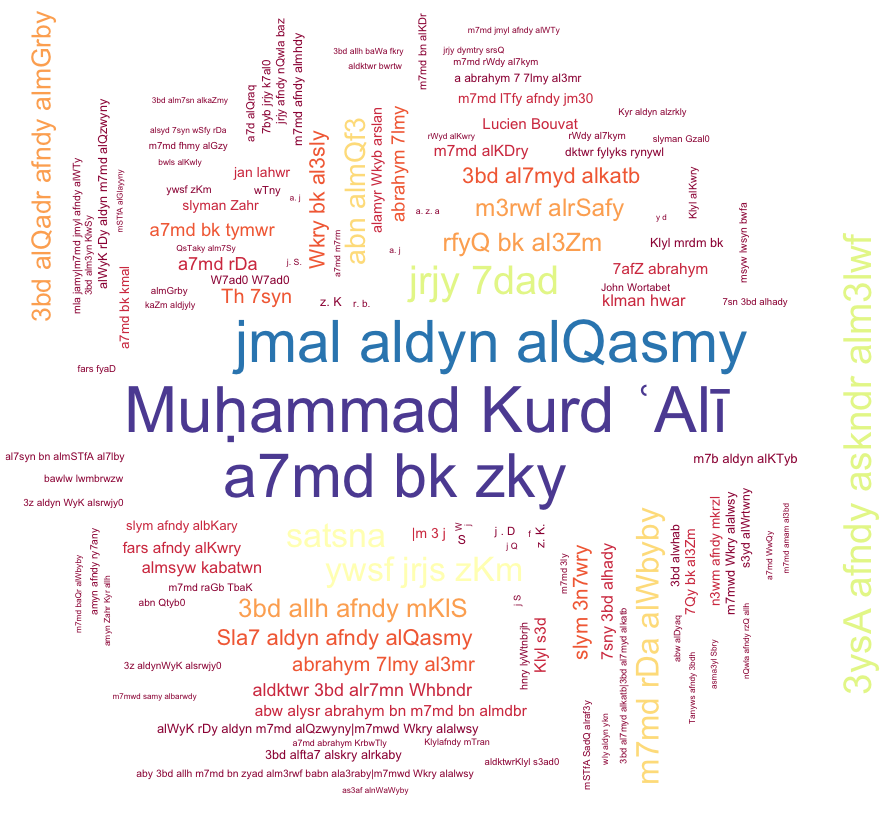 m7md jmyl afndy alWTy
3bd allh baWa fkry
jrjy dymtry srsQ
aldktwr bwrtw
m7md rWdy al7kym
a abrahym 7 7lmy al3mr
3bd alQadr afndy almGrby
m7md bn alKDr
jrjy afndy nQwla baz
7byb jrjy k7al0
m7md afndy almhdy
a7d alQraq
3bd alm7sn alkaZmy
m7md lTfy afndy jm30
Kyr aldyn alzrkly
alsyd 7syn wSfy rDa
Lucien Bouvat
rWyd alKwry
rWdy al7kym
slyman Gzal0
m7md fhmy alGzy
m7md alKDry
dktwr fylyks rynwyl
bwls alKwly
jan lahwr
3bd al7myd alkatb
ywsf zKm
wTny
a. j
slyman Zahr
a. z. a
m3rwf alrSafy
y d
Klyl alKwry
msyw lwsyn bwfa
mla jamy|m7md jmyl afndy alWTy
3bd alm3yn KlwSy
alWyK rDy aldyn m7md alQzwyny
mSTfA alGlayyny
Wkry bk al3sly
abn almQf3
alamyr Wkyb arslan
abrahym 7lmy
a7md m7rm
a7md bk tymwr
rfyQ bk al3Zm
Klyl mrdm bk
QsTaky alm7Sy
a. j
a7md rDa
j. S.
7afZ abrahym
W7ad0 W7ad0
jrjy 7dad
John Wortabet
almGrby
Th 7syn
z. K
r. b.
klman hwar
7sn 3bd alhady
kaZm aldjyly
a7md bk kmal
jmal aldyn alQasmy
fars fyaD
Muḥammad Kurd ʿAlī
3ysA afndy askndr alm3lwf
al7syn bn almSTfA al7lby
a7md bk zky
m7b aldyn alKTyb
bawlw lwmbrwzw
3z aldyn WyK alsrwjy0
slym afndy albKary
satsna
|m 3 j
S
j . D
j Q
f
z. K.
fars afndy alKwry
almsyw kabatwn
ywsf jrjs zKm
m7md 3ly
m7md raGb TbaK
abn Qtyb0
m7md baQr alWbyby
amyn afndy ry7any
amyn Zahr Kyr allh
3bd allh afndy mKlS
j S
Sla7 aldyn afndy alQasmy
slym 3n7wry
7sny 3bd alhady
m7md rDa alWbyby
3bd alwhab
7Qy bk al3Zm
n3wm afndy mkrzl
m7mwd Wkry alalwsy
s3yd alWrtwny
a7md WwQy
m7md amam al3bd
3z aldynWyK alsrwjy0
abrahym 7lmy al3mr
hnry lyWtnbrjh
Klyl s3d
3bd al7myd alkatb|3bd al7myd alkatb
abw alDyaq
Tanyws afndy 3bdh
asma3yl Sbry
nQwla afndy rzQ allh
m7mwd samy albarwdy
aldktwr 3bd alr7mn Whbndr
abw alysr abrahym bn m7md bn almdbr
mSTfA SadQ alraf3y
wly aldyn ykn
alWyK rDy aldyn m7md alQzwyny|m7mwd Wkry alalwsy
a7md abrahym KrbwTly
Klylafndy mTran
3bd alfta7 alskry alrkaby
aldktwrKlyl s3ad0
aby 3bd allh m7md bn zyad alm3rwf babn ala3raby|m7mwd Wkry alalwsy
as3af alnWaWyby